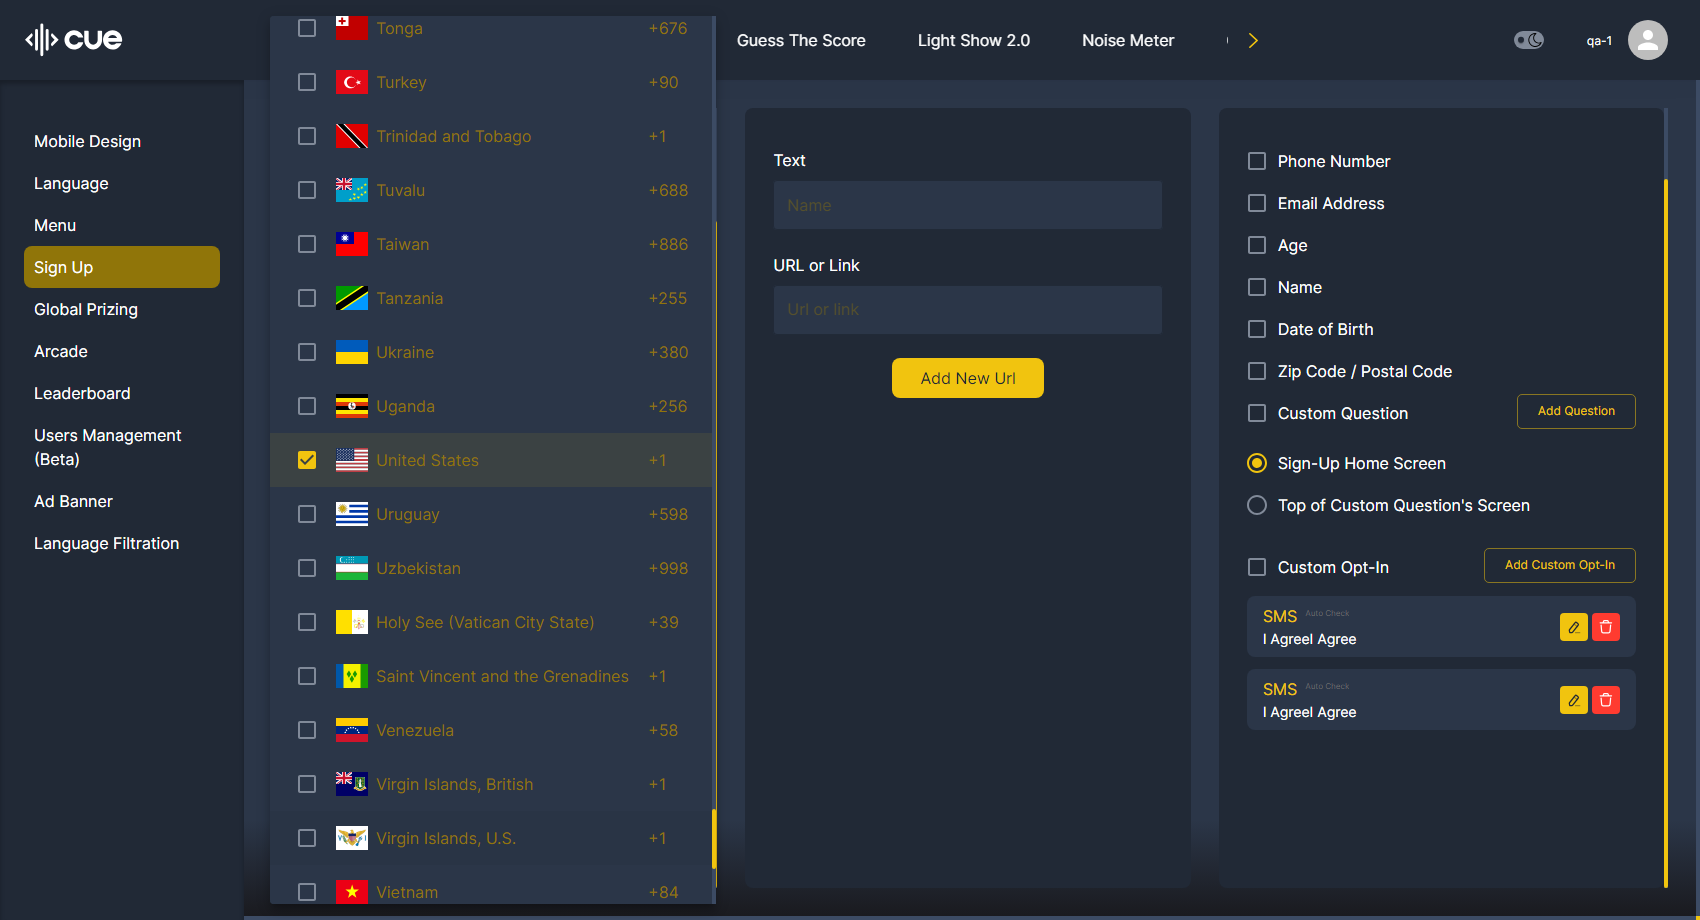 cue
Guess The Score
Light Show 2.0
Noise Meter
qa-1
Mobile Design
Language
Menu
Sign Up
Global Prizing
Arcade
Leaderboard
Users Management
(Beta)
Ad Banner
Language Filtration
Tonga +676
Turkey +90
Trinidad and Tobago +1
Tuvalu +688
Taiwan +886
Tanzania +255
Ukraine +380
Uganda +256
United States +1
Uruguay +598
Uzbekistan +998
Holy See (Vatican City State) +39
Saint Vincent and the Grenadines +1
Venezuela +58
Virgin Islands, British +1
Virgin Islands, U.S. +1
Vietnam +84
Text
Name
URL or Link
Url or link
Add New Url
Phone Number
Email Address
Age
Name
Date of Birth
Zip Code / Postal Code
Custom Question
Add Question
Sign-Up Home Screen
Top of Custom Question's Screen
Custom Opt-In
Add Custom Opt-In
SMS Auto Check
I AgreeI Agree
SMS Auto Check
I AgreeI Agree